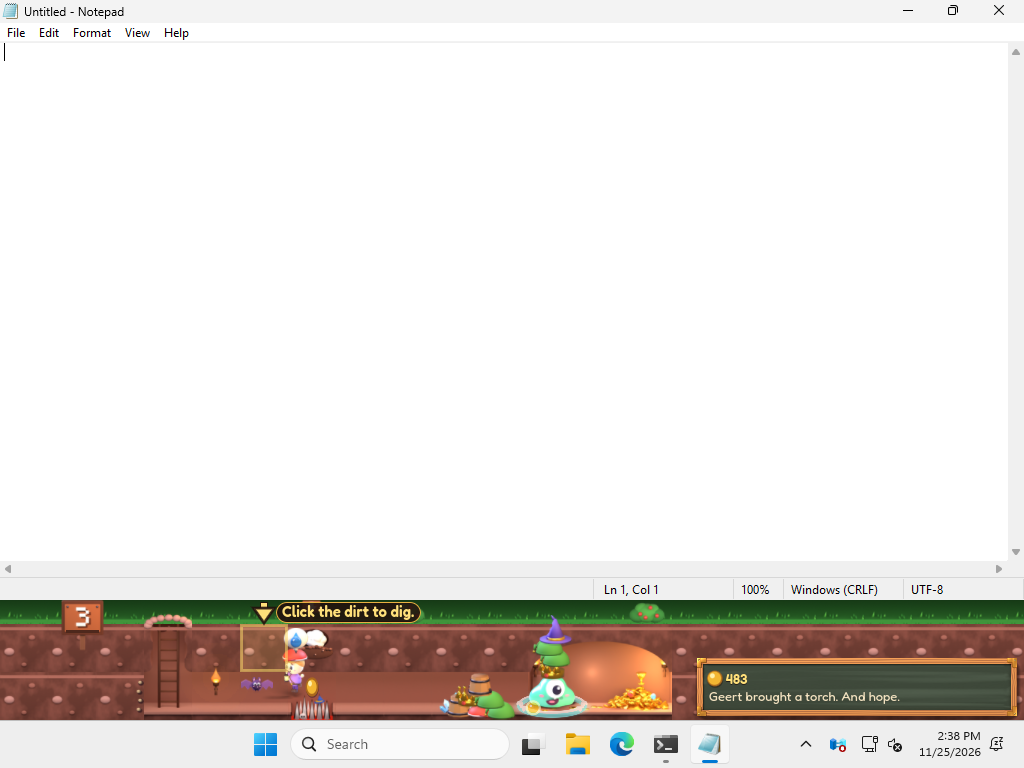 Untitled - Notepad
File Edit Format View Help
Ln 1, Col 1 100% Windows (CRLF) UTF-8
3
Click the dirt to dig.
483
Geert brought a torch. And hope.
Search
2:38 PM
11/25/2026